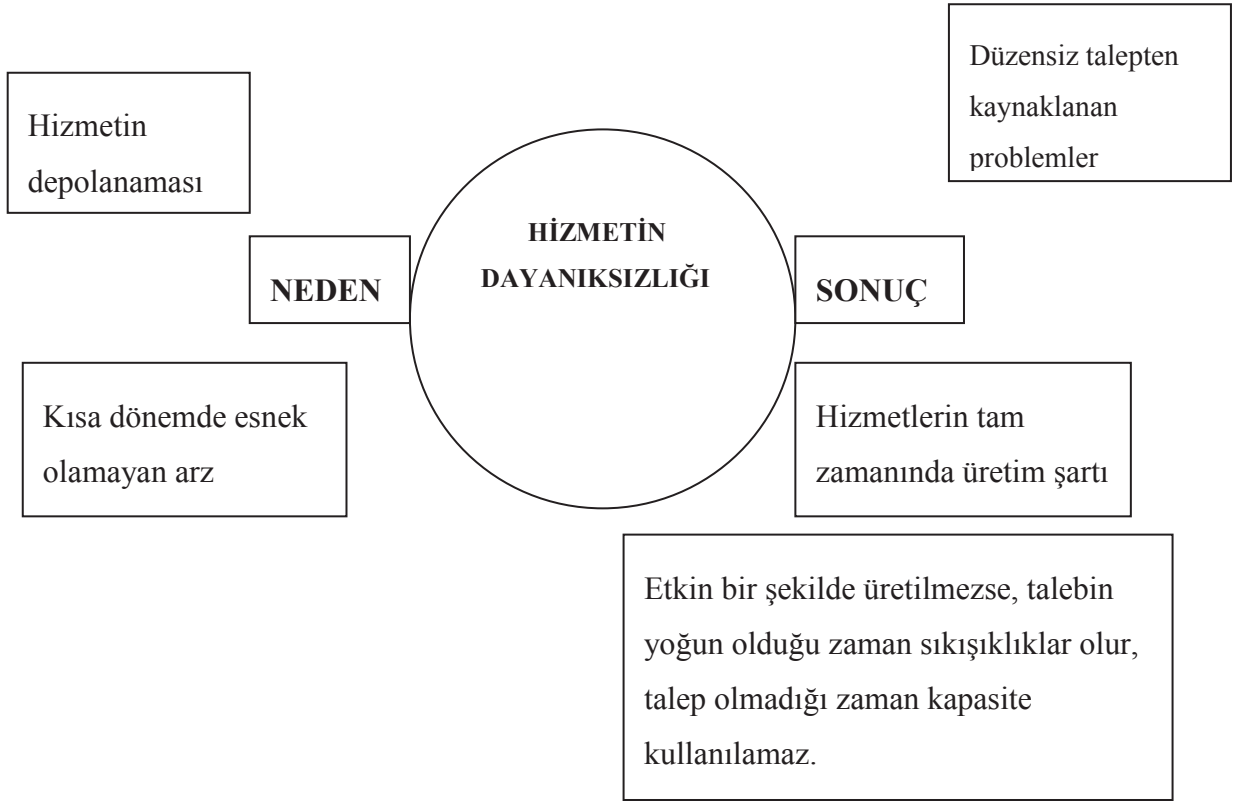 Düzensiz talepten
kaynaklanan
problemler
Hizmetin
depolanaması
HİZMETİN
DAYANIKSIZLIĞI
NEDEN
SONUÇ
Kısa dönemde esnek
olamayan arz
Hizmetlerin tam
zamanında üretim şartı
Etkin bir şekilde üretilmezse, talebin
yoğun olduğu zaman sıkışıklıklar olur,
talep olmadığı zaman kapasite
kullanılamaz.